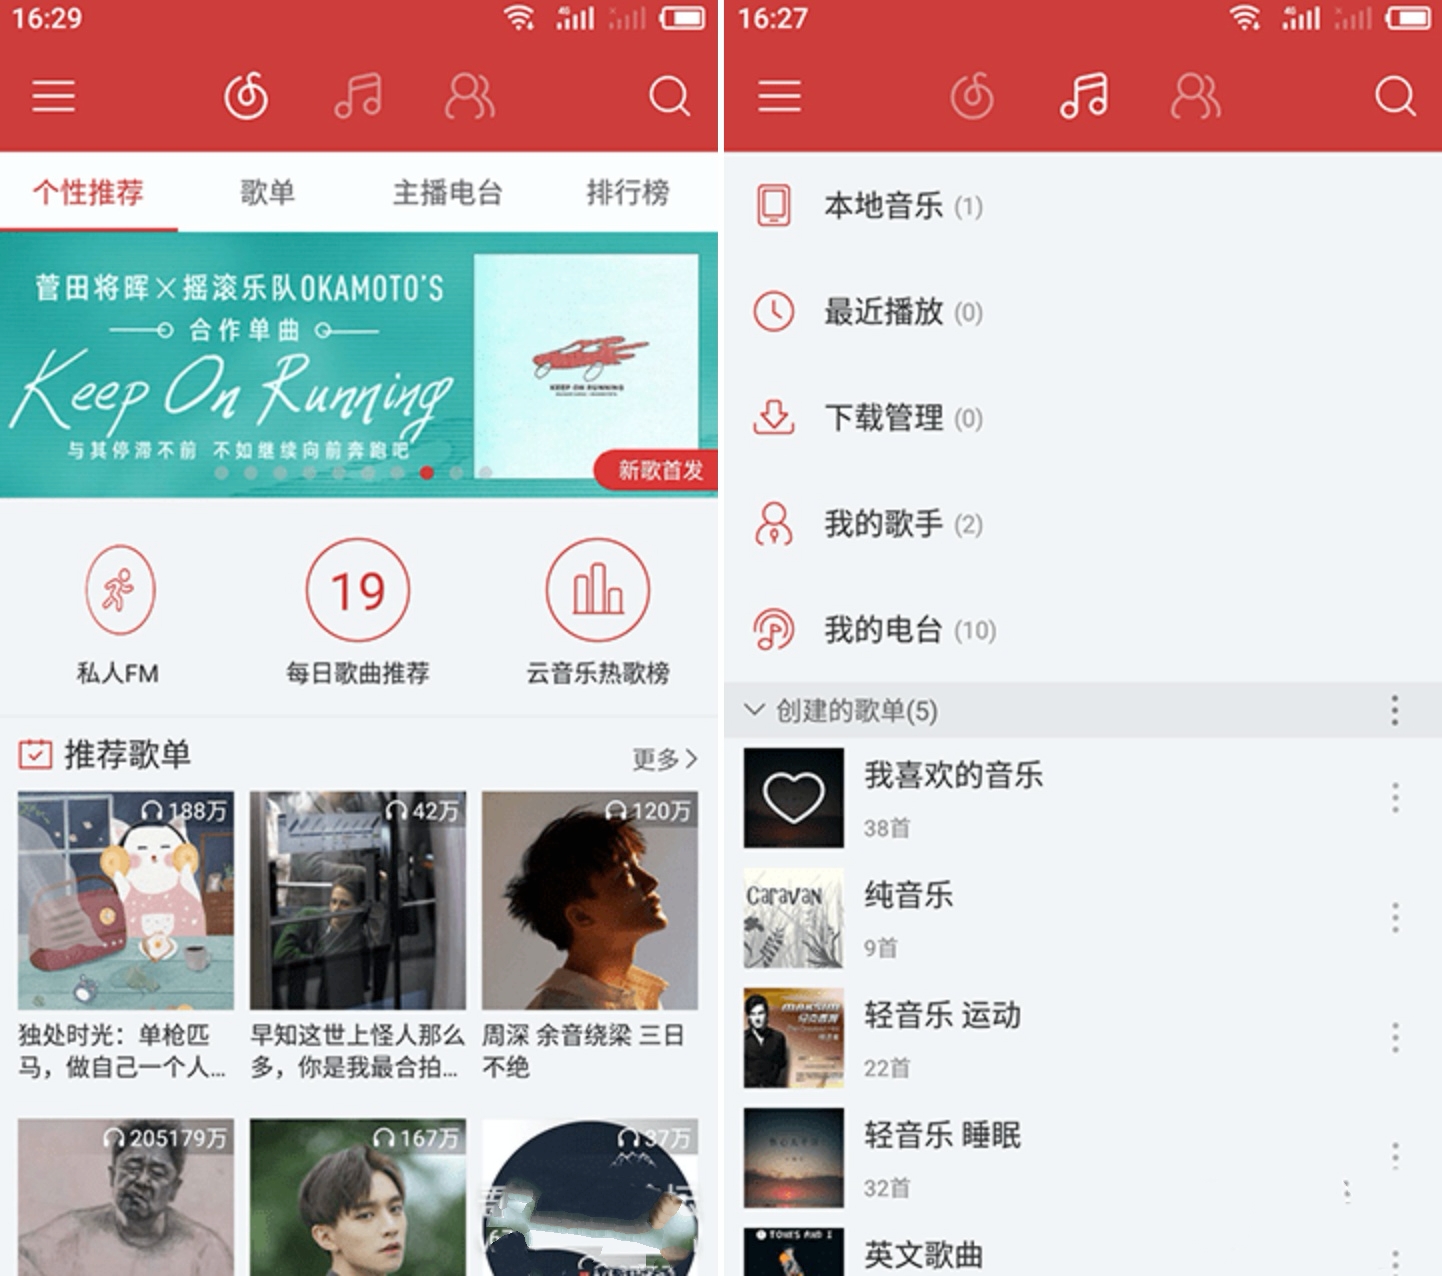 16:29
4G
个性推荐
歌单
主播电台
排行榜
菅田将晖×摇滚乐队OKAMOTO'S
合作单曲
Keep On Running
与其停滞不前 不如继续向前奔跑吧
KEEP ON RUNNING
新歌首发
19
私人FM
每日歌曲推荐
云音乐热歌榜
推荐歌单
更多
188万
42万
120万
独处时光：单枪匹
马，做自己一个人...
早知这世上怪人那么
多，你是我最合拍...
周深 余音绕梁 三日
不绝
205179万
167万
37万
16:27
4G
本地音乐 (1)
最近播放 (0)
下载管理 (0)
我的歌手 (2)
我的电台 (10)
创建的歌单(5)
我喜欢的音乐
38首
CaravaN
纯音乐
9首
MAKSIM
轻音乐 运动
22首
轻音乐 睡眠
32首
TONES AND I
英文歌曲